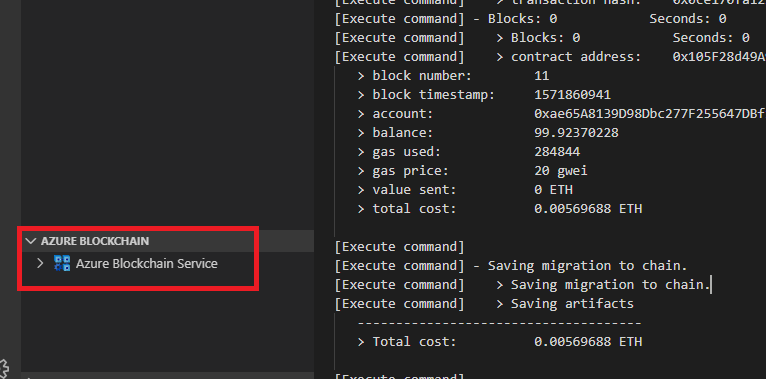 AZURE BLOCKCHAIN
Azure Blockchain Service
[Execute command] > transaction hash:
[Execute command] - Blocks: 0 Seconds: 0
[Execute command] > Blocks: 0 Seconds: 0
[Execute command] > contract address: 0x105F28d49A
> block number: 11
> block timestamp: 1571860941
> account: 0xae65A8139D98Dbc277F255647DBf
> balance: 99.92370228
> gas used: 284844
> gas price: 20 gwei
> value sent: 0 ETH
> total cost: 0.00569688 ETH
[Execute command]
[Execute command] - Saving migration to chain.
[Execute command] > Saving migration to chain.
[Execute command] > Saving artifacts
-------------------------------------
> Total cost: 0.00569688 ETH
[Execute command]